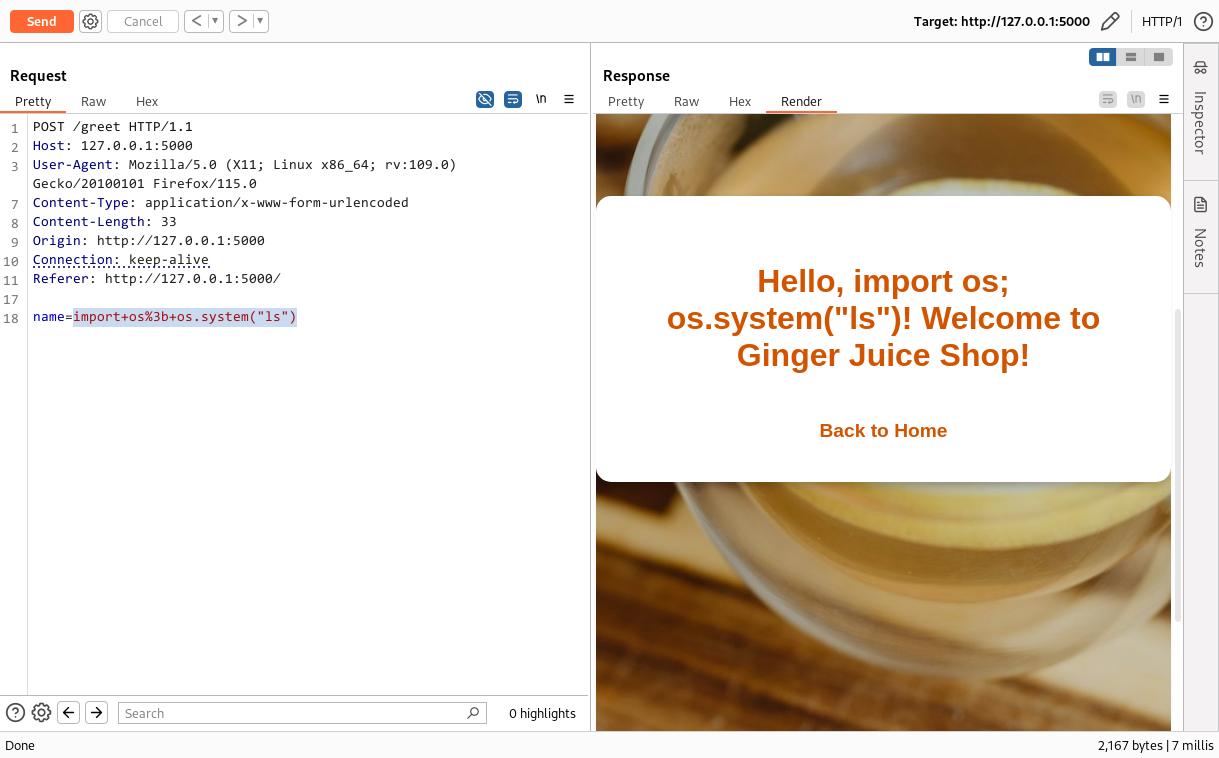 Send Cancel < ▼ > ▼ Target: http://127.0.0.1:5000 HTTP/1 ?
Request
Pretty Raw Hex \n
1 POST /greet HTTP/1.1
2 Host: 127.0.0.1:5000
3 User-Agent: Mozilla/5.0 (X11; Linux x86_64; rv:109.0)
Gecko/20100101 Firefox/115.0
7 Content-Type: application/x-www-form-urlencoded
8 Content-Length: 33
9 Origin: http://127.0.0.1:5000
10 Connection: keep-alive
11 Referer: http://127.0.0.1:5000/
17
18 name=import+os%3b+os.system("ls")
? Search 0 highlights
Response
Pretty Raw Hex Render \n
Hello, import os;
os.system("ls")! Welcome to
Ginger Juice Shop!
Back to Home
Inspector
Notes
Done 2,167 bytes | 7 millis